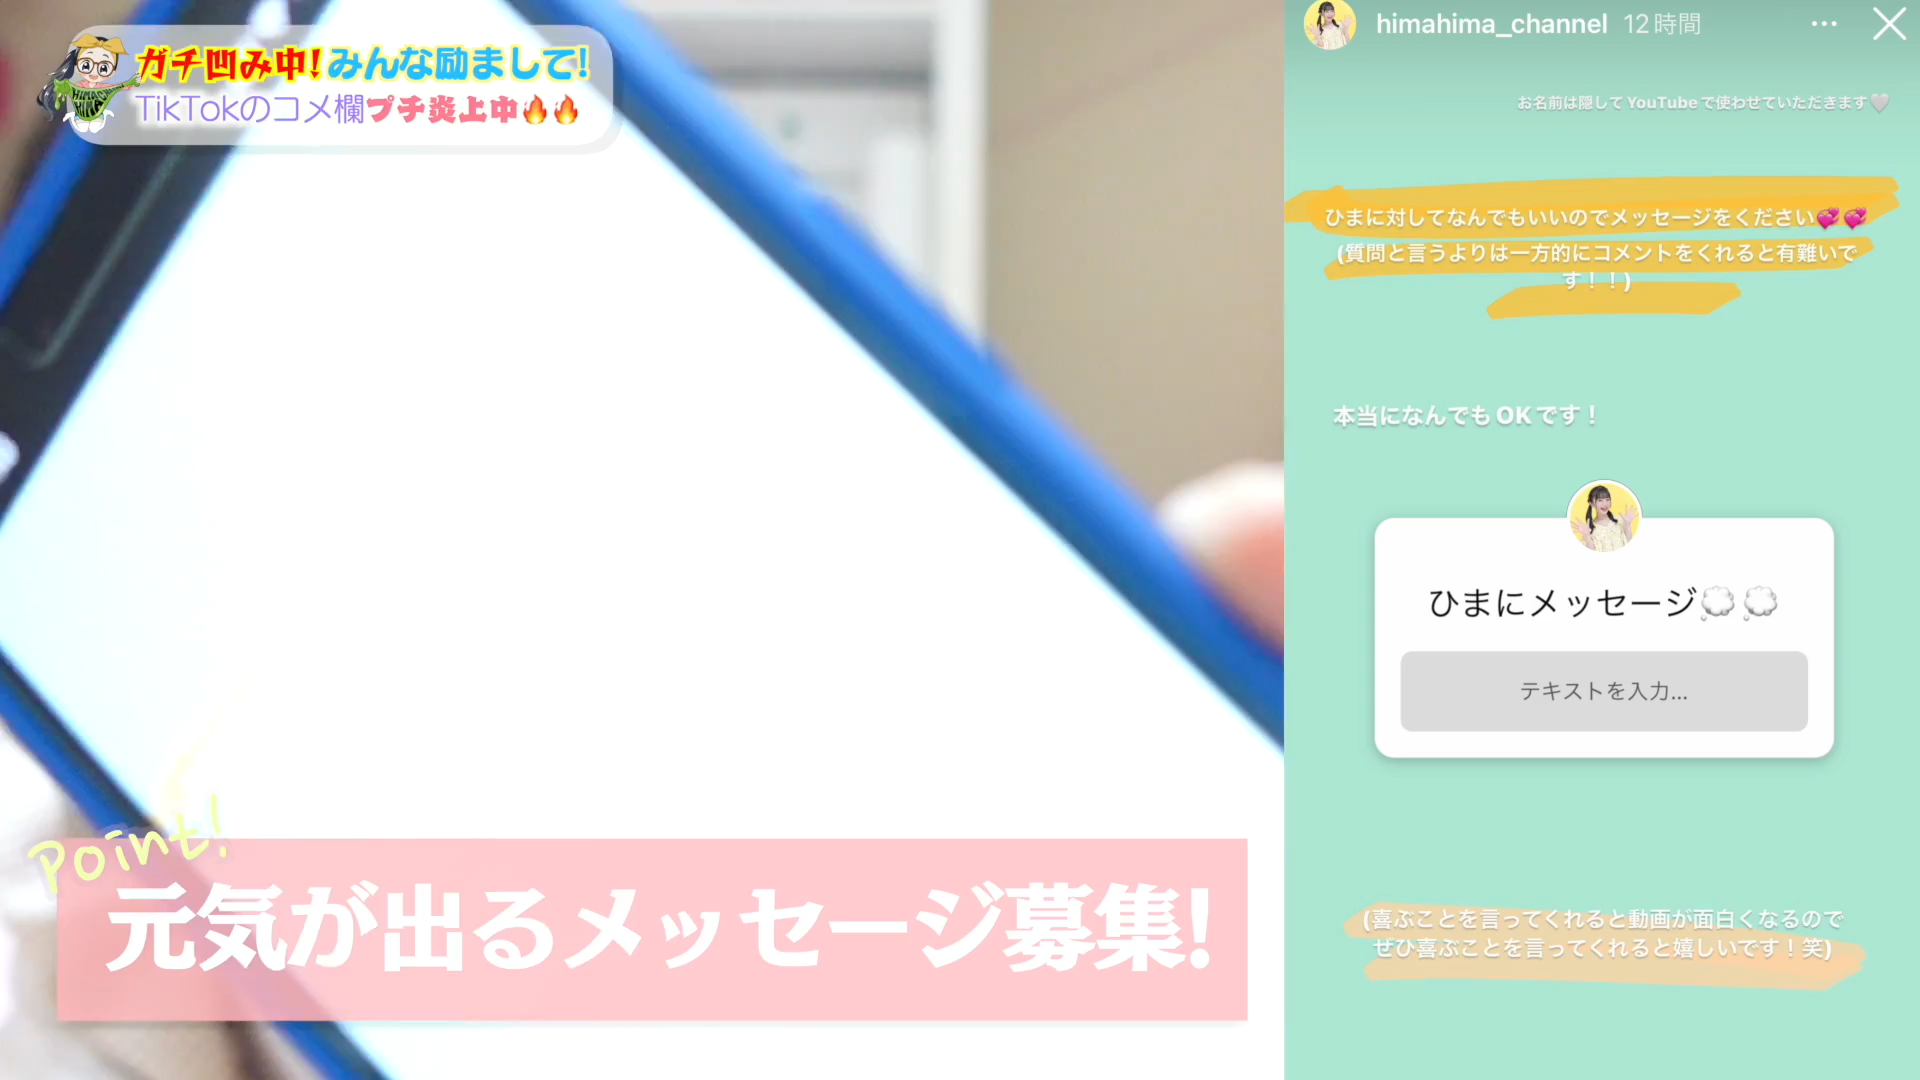 ガチ凹み中!みんな励まして!
TikTokのコメ欄プチ炎上中🔥🔥
HIMACHAN
HIMA
himahima_channel 12時間
お名前は隠してYouTubeで使わせていただきます🤍
ひまに対してなんでもいいのでメッセージをください💞💞
(質問と言うよりは一方的にコメントをくれると有難いで
す！！)
本当になんでもOKです！
ひまにメッセージ💭💭
テキストを入力...
Point!
元気が出るメッセージ募集!
(喜ぶことを言ってくれると動画が面白くなるので
ぜひ喜ぶことを言ってくれると嬉しいです！笑)